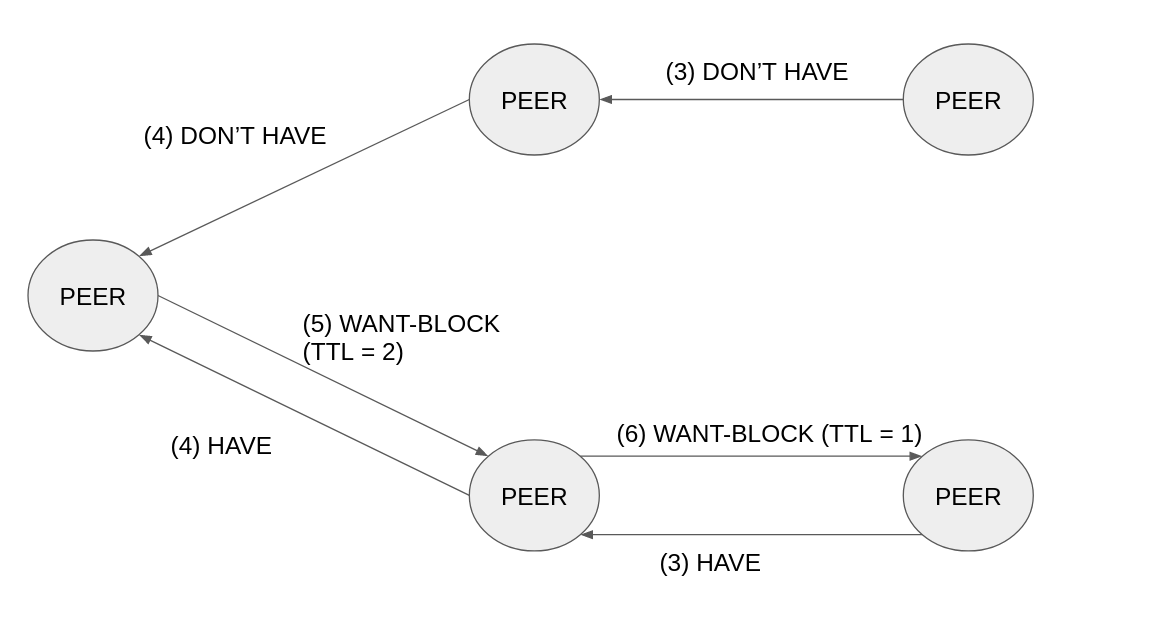 (3) DON’T HAVE
PEER
PEER
(4) DON’T HAVE
PEER
(5) WANT-BLOCK
(TTL = 2)
(4) HAVE
(6) WANT-BLOCK (TTL = 1)
PEER
PEER
(3) HAVE